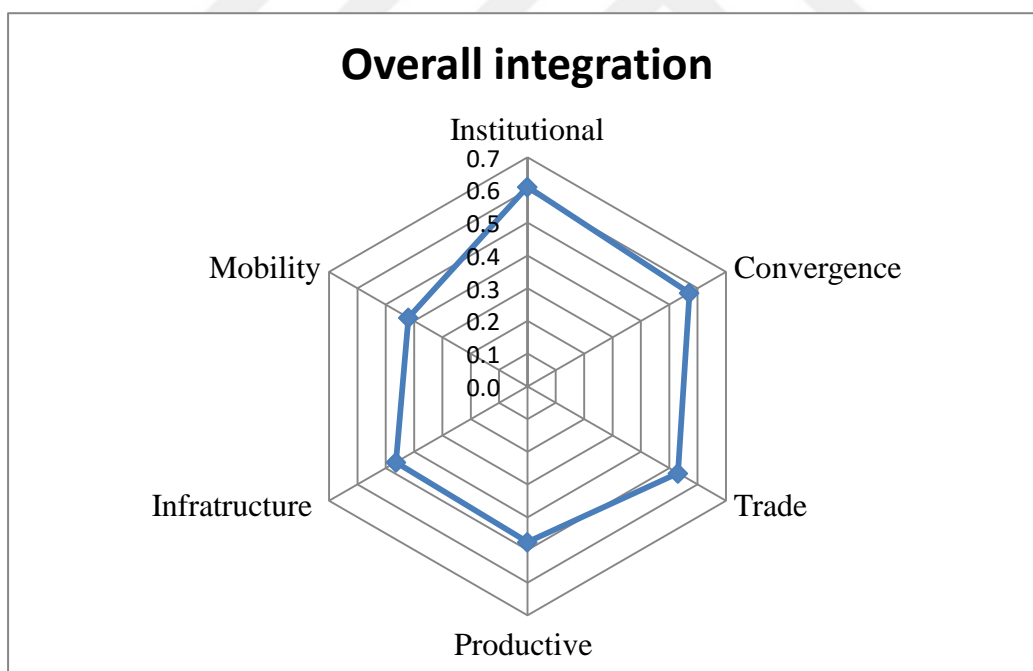 Overall integration
Institutional
0.7
0.6
0.5
0.4
0.3
0.2
0.1
0.0
Mobility
Convergence
Infratructure
Trade
Productive